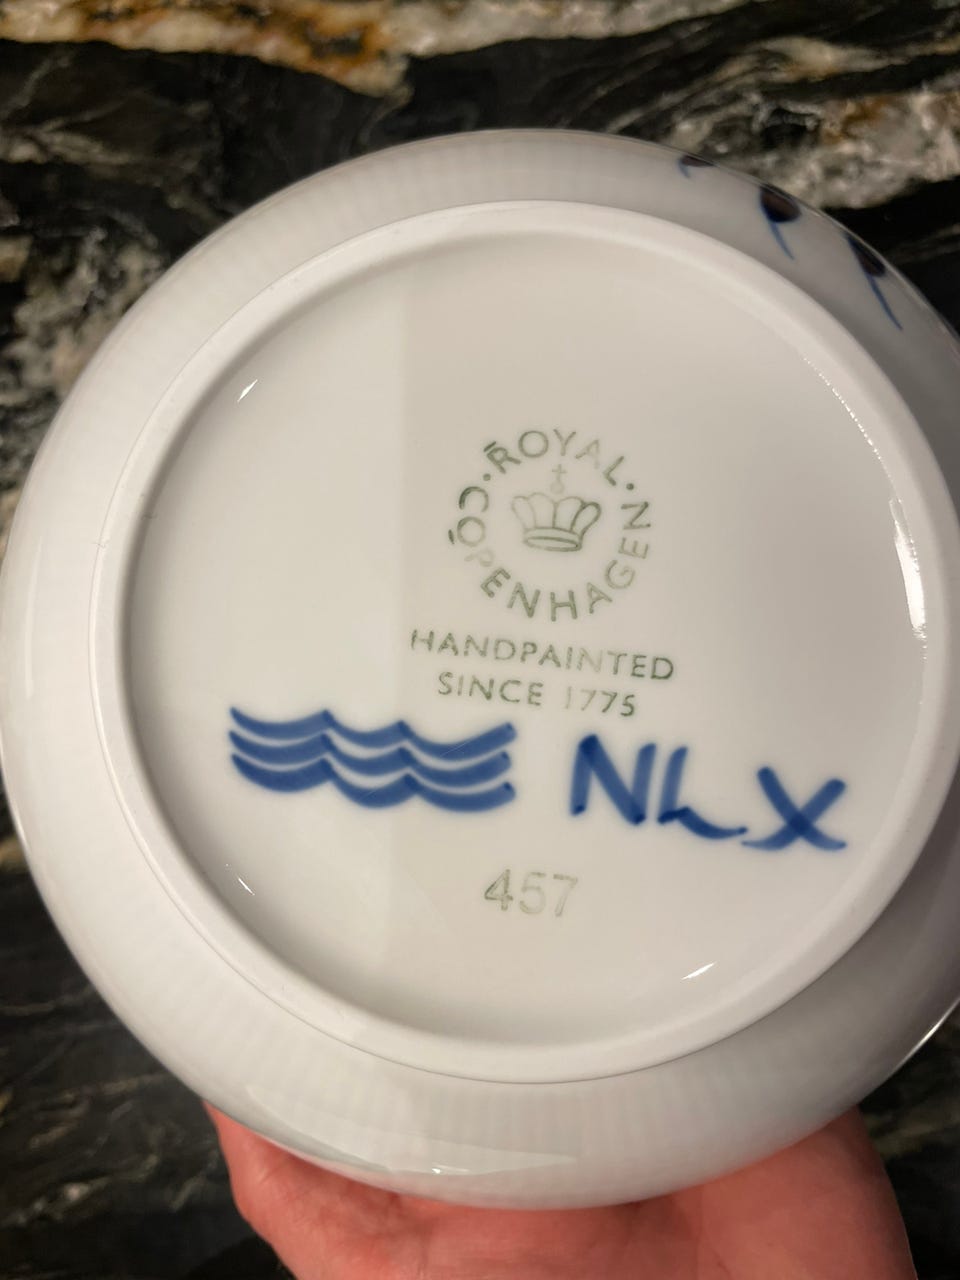 ROYAL · COPENHAGEN ·
HANDPAINTED
SINCE 1775
NLX
457